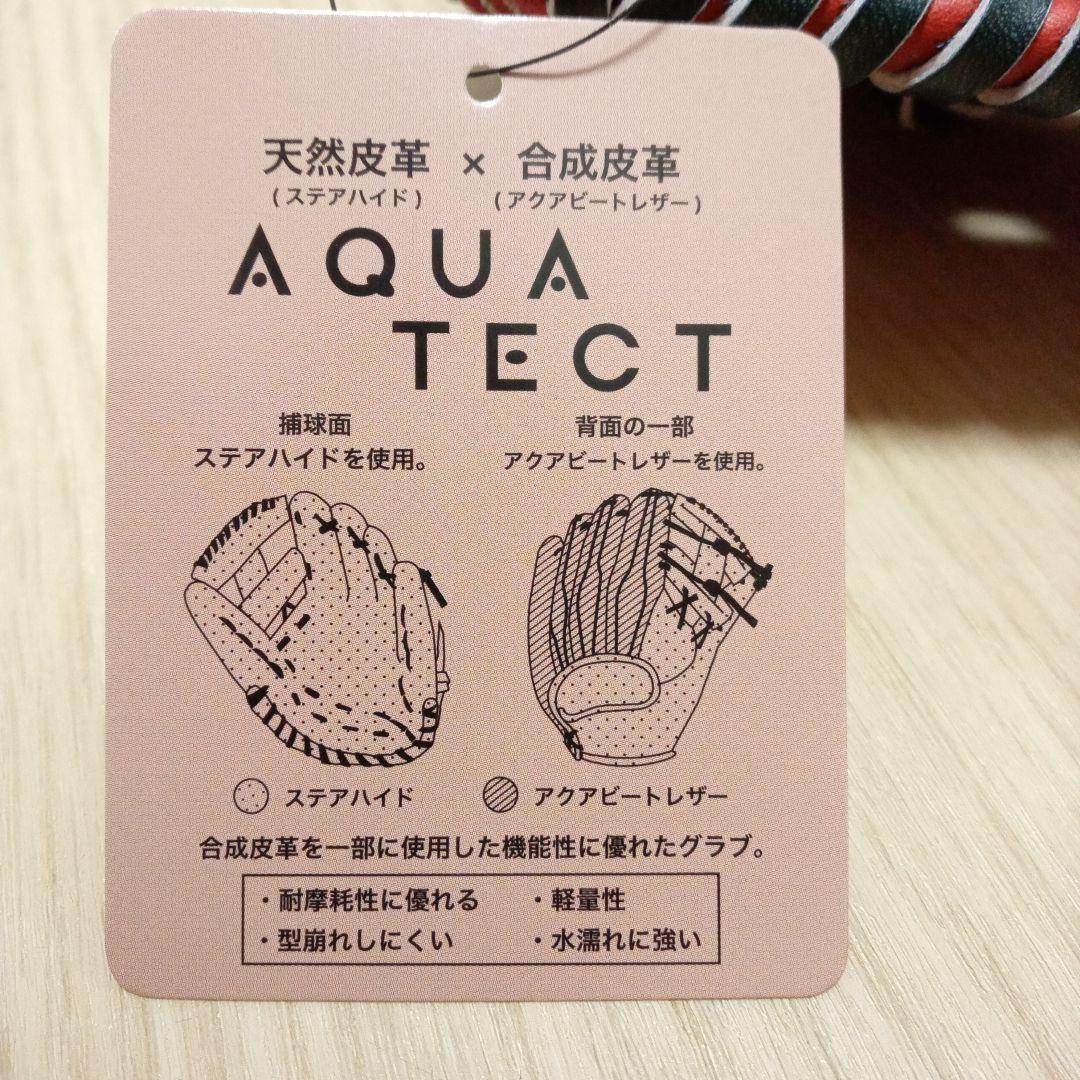 天然皮革 × 合成皮革
(ステアハイド) (アクアビートレザー)
AQUA
TECT
捕球面
ステアハイドを使用。
背面の一部
アクアビートレザーを使用。
ステアハイド アクアビートレザー
合成皮革を一部に使用した機能性に優れたグラブ。
・耐摩耗性に優れる ・軽量性
・型崩れしにくい ・水濡れに強い